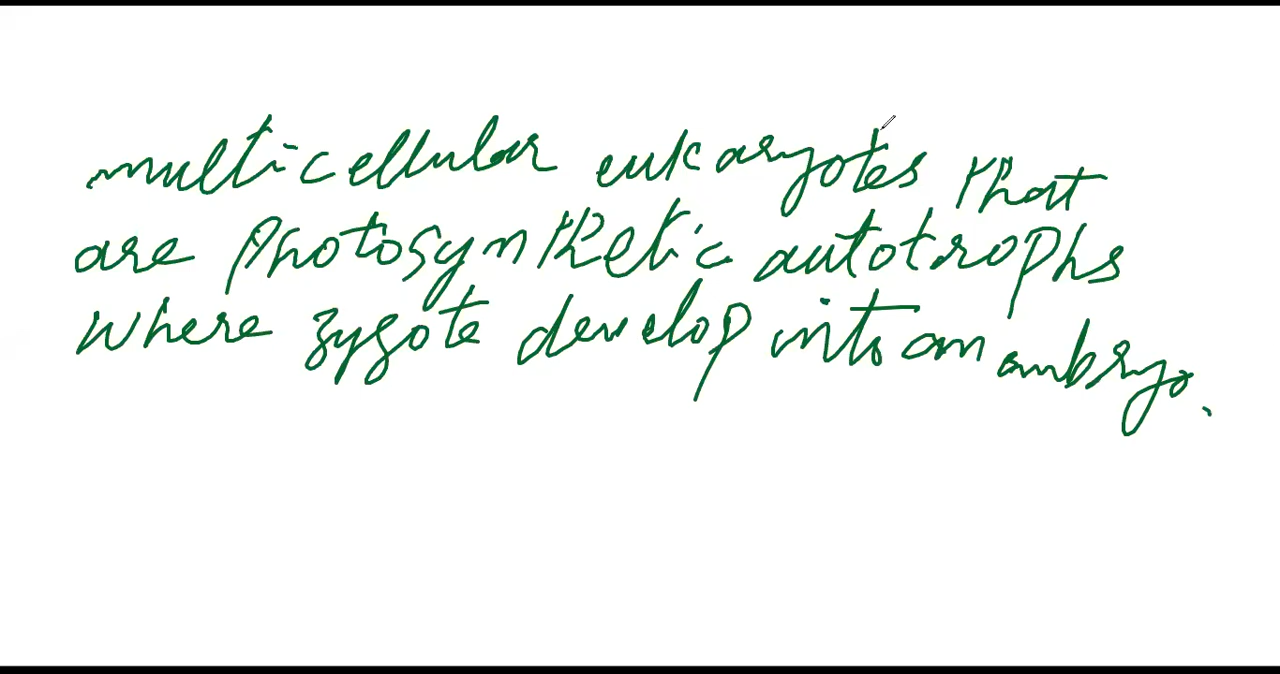 multicellular eukaryotes that
are photosynthetic autotrophs
where zygote develop into an embryo.